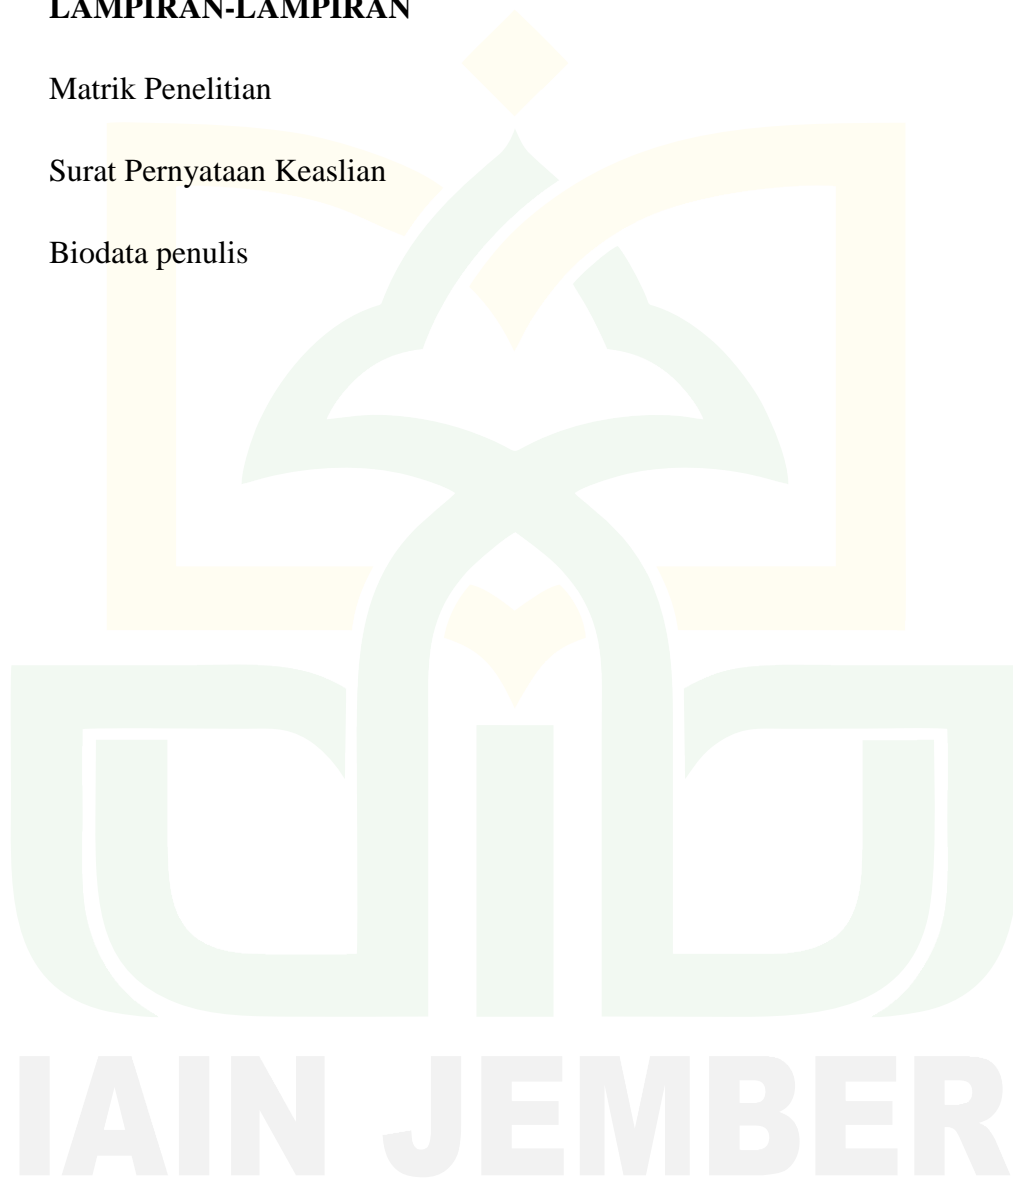 LAMPIRAN-LAMPIRAN
Matrik Penelitian
Surat Pernyataan Keaslian
Biodata penulis
IAIN JEMBER